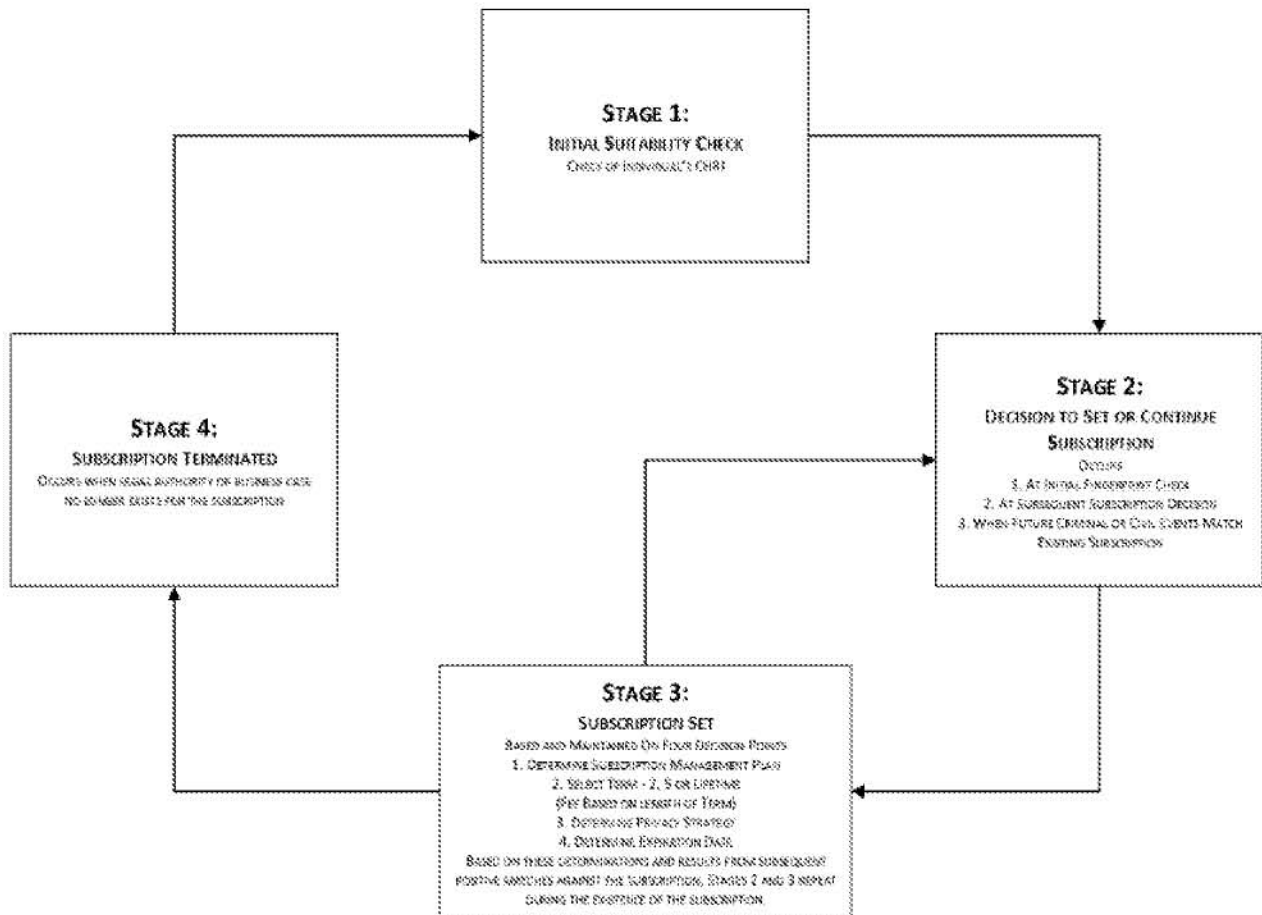 STAGE 1:
INITIAL SUITABILITY CHECK
CHECK OF INDIVIDUAL'S CHRI
STAGE 2:
DECISION TO SET OR CONTINUE
SUBSCRIPTION
OCCURS
1. AT INITIAL FINGERPRINT CHECK
2. AT SUBSEQUENT SUBSCRIPTION DECISION
3. WHEN FUTURE CRIMINAL OR CIVIL EVENTS MATCH
EXISTING SUBSCRIPTION
STAGE 4:
SUBSCRIPTION TERMINATED
OCCURS WHEN LEGAL AUTHORITY OR BUSINESS CASE
NO LONGER EXISTS FOR THE SUBSCRIPTION
STAGE 3:
SUBSCRIPTION SET
BASED AND MAINTAINED ON FOUR DECISION POINTS
1. DETERMINE SUBSCRIPTION MANAGEMENT PLAN
2. SELECT TERM - 2, 5 OR LIFETIME
(FEE BASED ON LENGTH OF TERM)
3. DETERMINE PRIVACY STRATEGY
4. DETERMINE EXPIRATION DATE
BASED ON THESE DETERMINATIONS AND RESULTS FROM SUBSEQUENT
POSITIVE MATCHES AGAINST THE SUBSCRIPTION, STAGES 2 AND 3 REPEAT
DURING THE EXISTENCE OF THE SUBSCRIPTION.